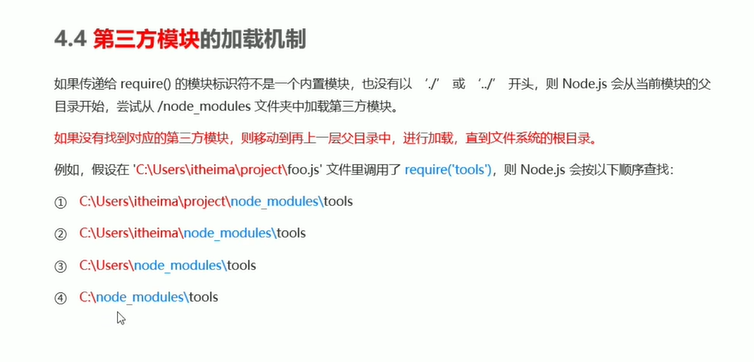 4.4 第三方模块的加载机制
如果传递给 require() 的模块标识符不是一个内置模块，也没有以 ‘./’ 或 ‘../’ 开头，则 Node.js 会从当前模块的父
目录开始，尝试从 /node_modules 文件夹中加载第三方模块。
如果没有找到对应的第三方模块，则移动到再上一层父目录中，进行加载，直到文件系统的根目录。
例如，假设在 'C:\Users\itheima\project\foo.js' 文件里调用了 require('tools')，则 Node.js 会按以下顺序查找：
① C:\Users\itheima\project\node_modules\tools
② C:\Users\itheima\node_modules\tools
③ C:\Users\node_modules\tools
④ C:\node_modules\tools